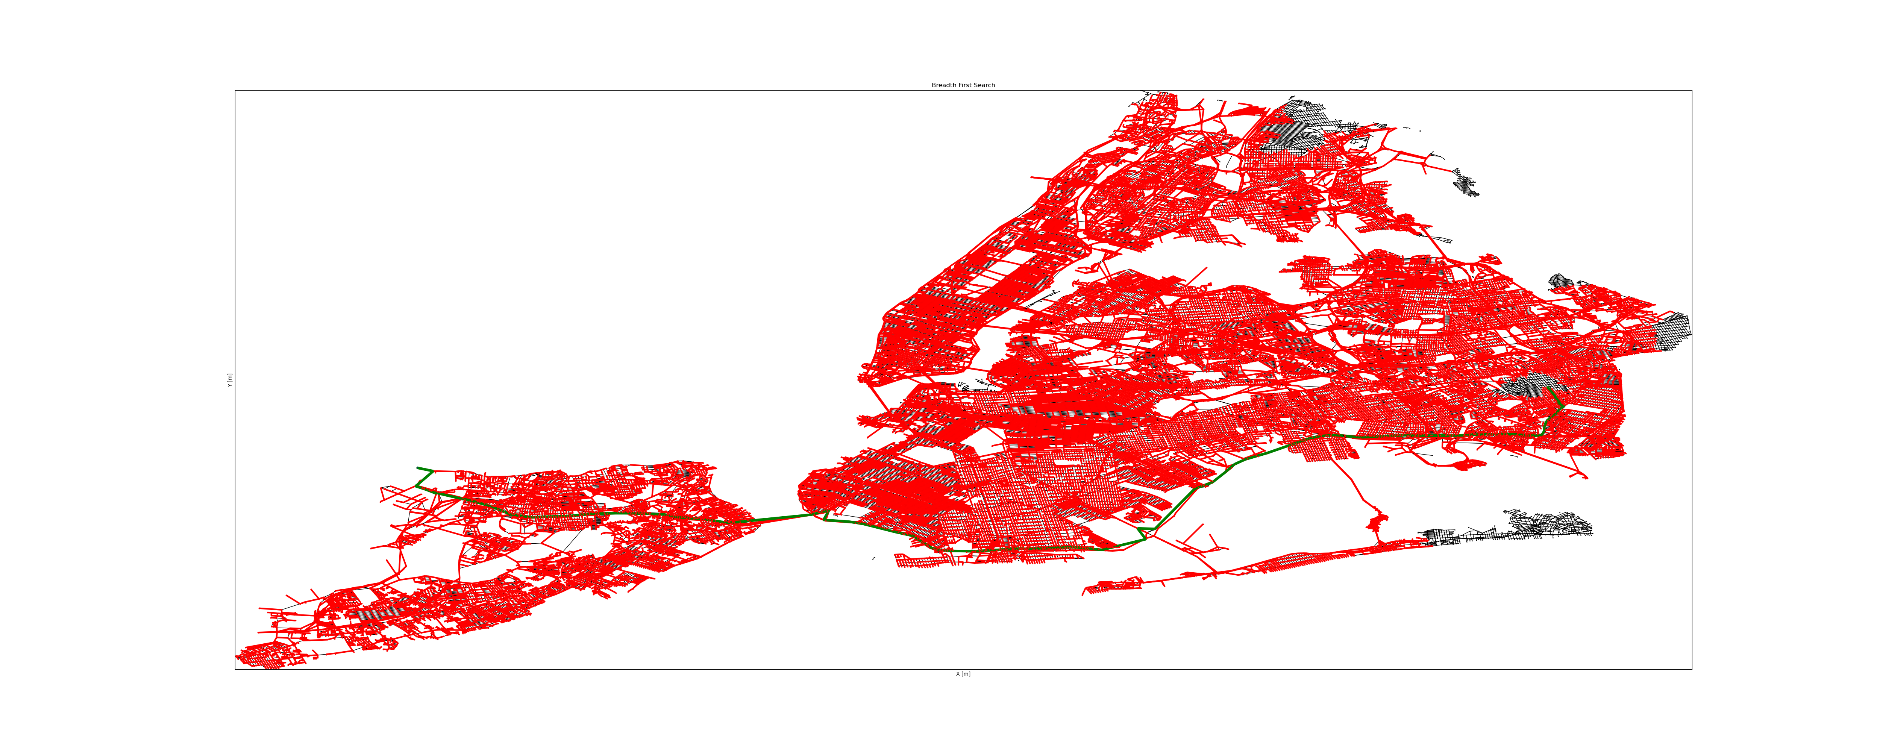 Breadth First Search
Y [m]
X [m]